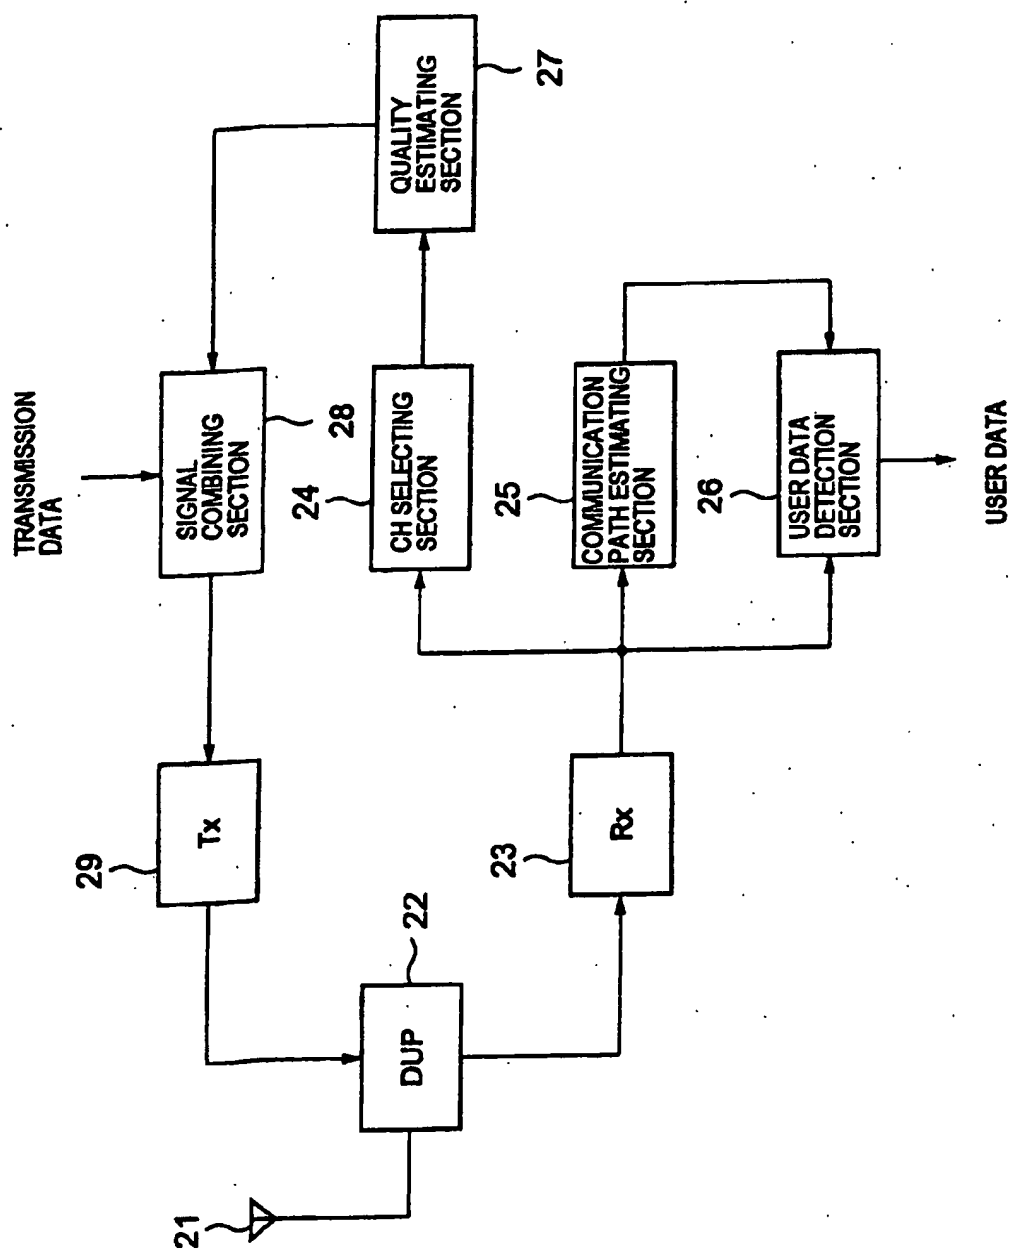 TRANSMISSION
DATA
SIGNAL
COMBINING
SECTION
28
Tx
29
DUP
22
21
QUALITY
ESTIMATING
SECTION
27
CH SELECTING
SECTION
24
COMMUNICATION
PATH ESTIMATING
SECTION
25
USER DATA
DETECTION
SECTION
26
Rx
23
USER DATA